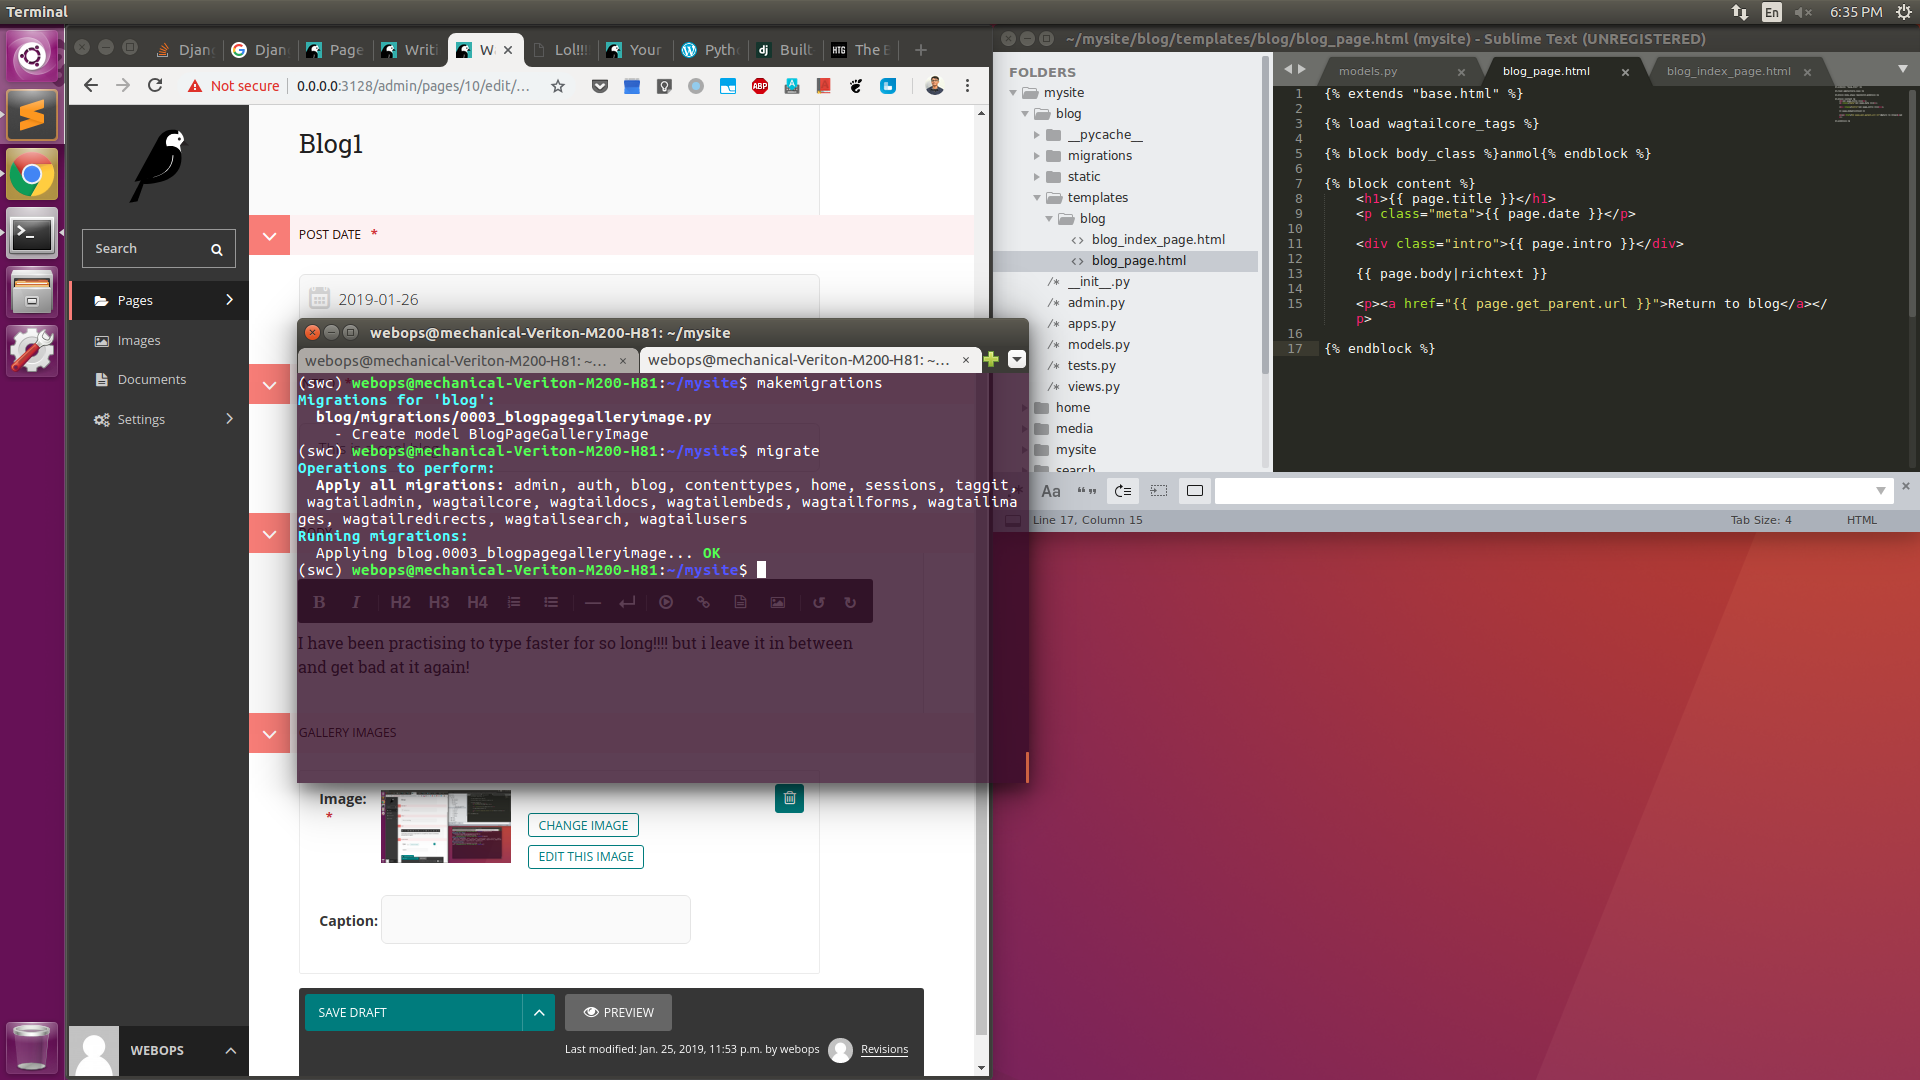 Terminal
En
6:35 PM
Djang
Djan
Page
Writi
W
Lol!!!
Your
Pyth
Built
The E
Not secure
0.0.0.0:3128/admin/pages/10/edit/...
ABP
Search
Pages
Images
Documents
Settings
WEBOPS
Blog1
POST DATE *
2019-01-26
webops@mechanical-Veriton-M200-H81: ~/mysite
webops@mechanical-Veriton-M200-H81: ~...
webops@mechanical-Veriton-M200-H81: ~...
(swc) webops@mechanical-Veriton-M200-H81:~/mysite$ makemigrations
Migrations for 'blog':
blog/migrations/0003_blogpagegalleryimage.py
- Create model BlogPageGalleryImage
(swc) webops@mechanical-Veriton-M200-H81:~/mysite$ migrate
Operations to perform:
Apply all migrations: admin, auth, blog, contenttypes, home, sessions, taggit,
wagtailadmin, wagtailcore, wagtaildocs, wagtailembeds, wagtailforms, wagtailima
ges, wagtailredirects, wagtailsearch, wagtailusers
Running migrations:
Applying blog.0003_blogpagegalleryimage... OK
(swc) webops@mechanical-Veriton-M200-H81:~/mysite$
B I H2 H3 H4
I have been practising to type faster for so long!!!! but i leave it in between
and get bad at it again!
GALLERY IMAGES
Image:
*
CHANGE IMAGE
EDIT THIS IMAGE
Caption:
SAVE DRAFT
PREVIEW
Last modified: Jan. 25, 2019, 11:53 p.m. by webops
Revisions
~/mysite/blog/templates/blog/blog_page.html (mysite) - Sublime Text (UNREGISTERED)
FOLDERS
mysite
blog
__pycache__
migrations
static
templates
blog
blog_index_page.html
blog_page.html
__init__.py
admin.py
apps.py
models.py
tests.py
views.py
home
media
mysite
search
models.py
blog_page.html
blog_index_page.html
1 {% extends "base.html" %}
2
3 {% load wagtailcore_tags %}
4
5 {% block body_class %}anmol{% endblock %}
6
7 {% block content %}
8 <h1>{{ page.title }}</h1>
9 <p class="meta">{{ page.date }}</p>
10
11 <div class="intro">{{ page.intro }}</div>
12
13 {{ page.body|richtext }}
14
15 <p><a href="{{ page.get_parent.url }}">Return to blog</a></
p>
16
17 {% endblock %}
Aa
Line 17, Column 15
Tab Size: 4
HTML